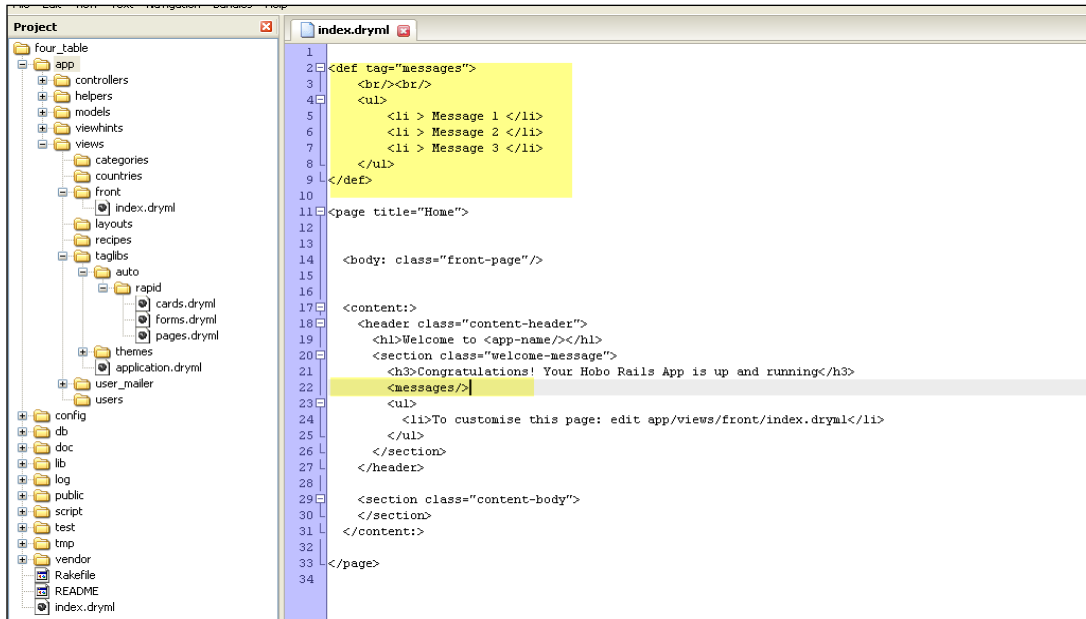 File Edit View Text Navigation Bundles Help
Project
four_table
app
controllers
helpers
models
viewhints
views
categories
countries
front
index.dryml
layouts
recipes
taglibs
auto
rapid
cards.dryml
forms.dryml
pages.dryml
themes
application.dryml
user_mailer
users
config
db
doc
lib
log
public
script
test
tmp
vendor
Rakefile
README
index.dryml
index.dryml
1
2 <def tag="messages">
3 <br/><br/>
4 <ul>
5 <li > Message 1 </li>
6 <li > Message 2 </li>
7 <li > Message 3 </li>
8 </ul>
9 </def>
10
11 <page title="Home">
12
13
14 <body: class="front-page"/>
15
16
17 <content:>
18 <header class="content-header">
19 <h1>Welcome to <app-name/></h1>
20 <section class="welcome-message">
21 <h3>Congratulations! Your Hobo Rails App is up and running</h3>
22 <messages/>
23 <ul>
24 <li>To customise this page: edit app/views/front/index.dryml</li>
25 </ul>
26 </section>
27 </header>
28
29 <section class="content-body">
30 </section>
31 </content:>
32
33 </page>
34